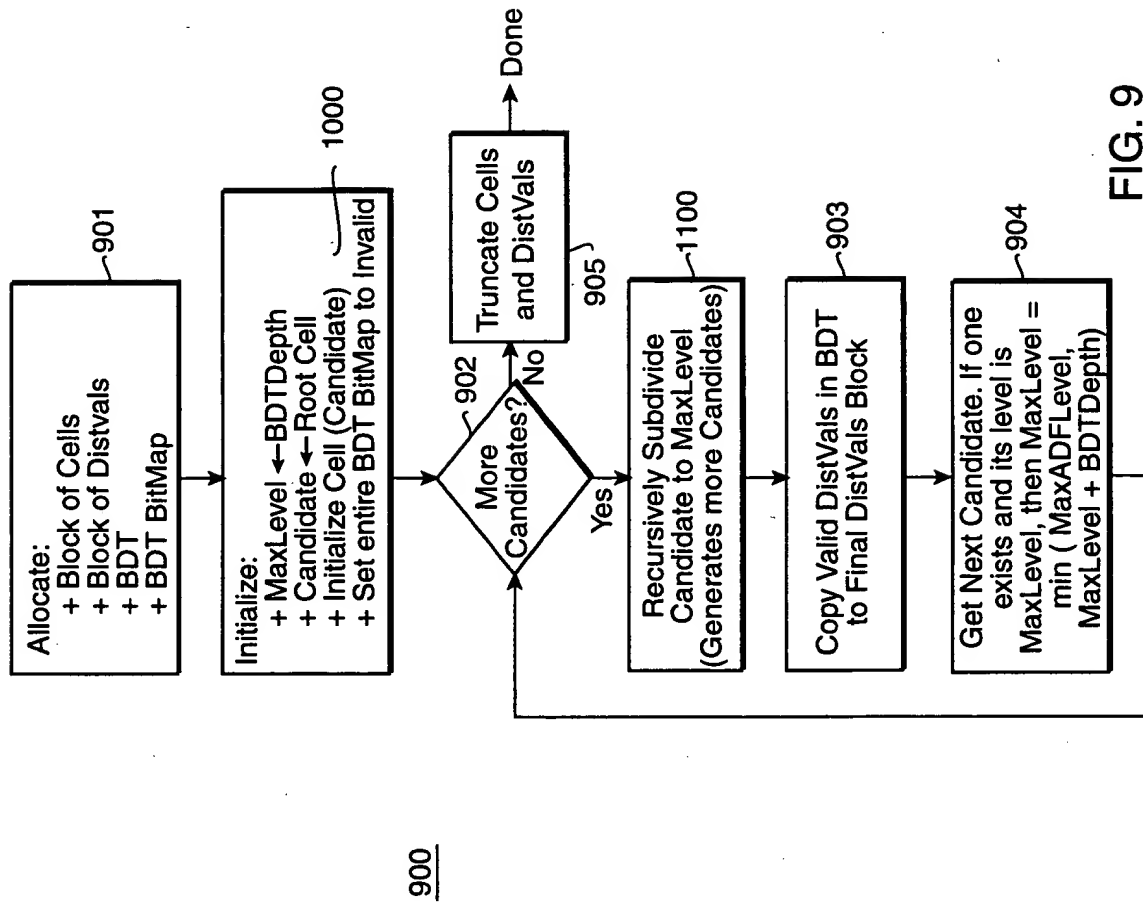 Allocate:
+ Block of Cells
+ Block of Distvals
+ BDT
+ BDT BitMap
901
Initialize:
+ MaxLevel ←BDTDepth
+ Candidate ←Root Cell
+ Initialize Cell (Candidate)
+ Set entire BDT BitMap to Invalid
1000
More
Candidates?
902
No
Yes
Truncate Cells
and DistVals
905
Done
Recursively Subdivide
Candidate to MaxLevel
(Generates more Candidates)
1100
Copy Valid DistVals in BDT
to Final DistVals Block
903
Get Next Candidate. If one
exists and its level is
MaxLevel, then MaxLevel =
min ( MaxADFLevel,
MaxLevel + BDTDepth)
904
900
FIG. 9